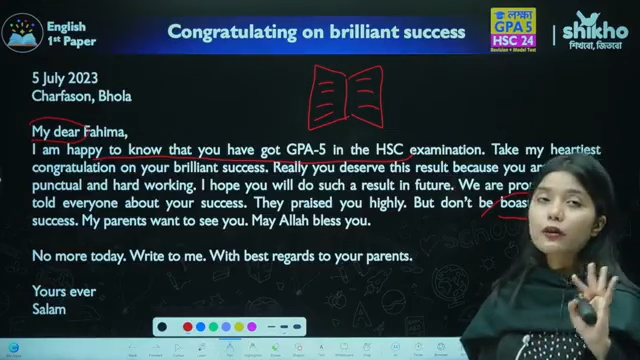 English
1st Paper
Congratulating on brilliant success
লক্ষ্য
GPA 5
HSC 24
Revision + Model Test
shikho
শিখবো, জিতবো
5 July 2023
Charfason, Bhola
My dear Fahima,
I am happy to know that you have got GPA-5 in the HSC examination. Take my heartiest
congratulation on your brilliant success. Really you deserve this result because you
punctual and hard working. I hope you will do such a result in future. We are
told everyone about your success. They praised you highly. But don't be
success. My parents want to see you. May Allah bless you.
No more today. Write to me. With best regards to your parents.
Yours ever
Salam